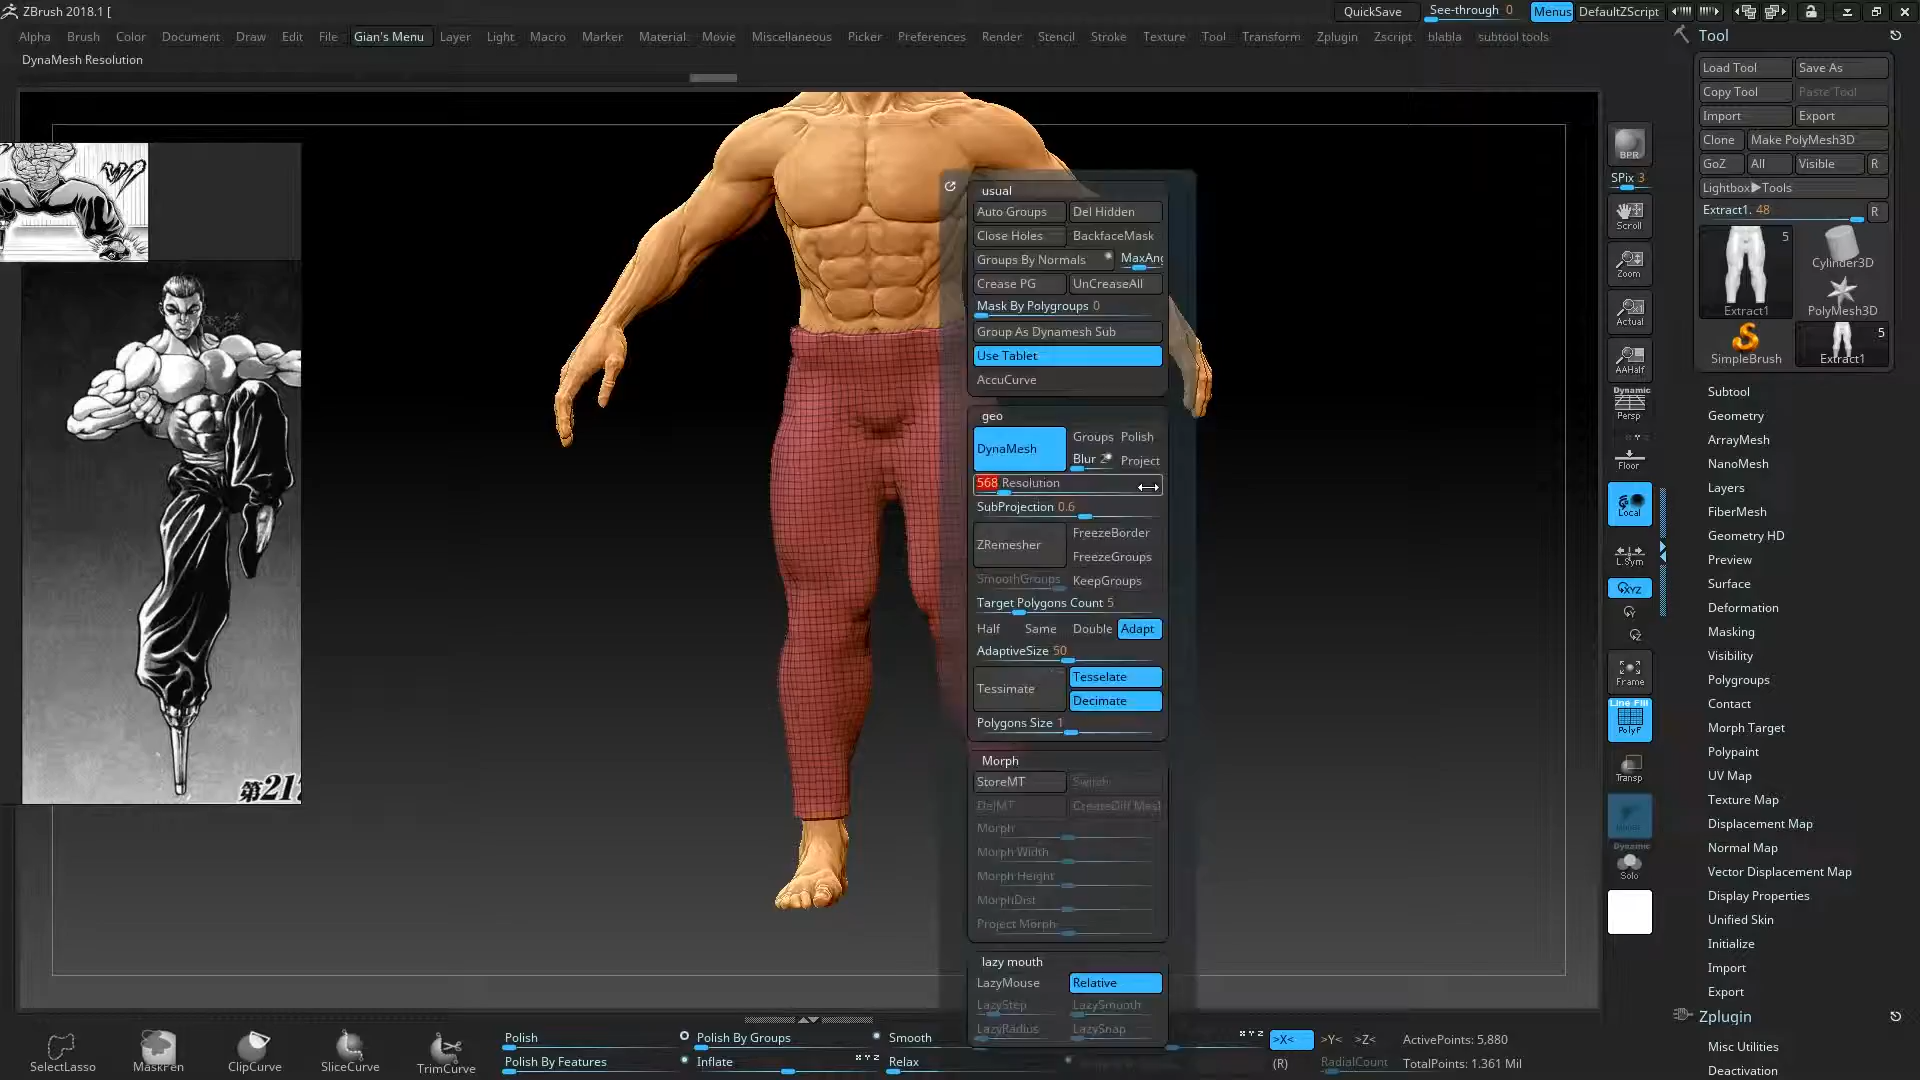 ZBrush 2018.1 [
QuickSave
See-through 0
Menus
DefaultZScript
Alpha Brush Color Document Draw Edit File Gian's Menu Layer Light Macro Marker Material Movie Miscellaneous Picker Preferences Render Stencil Stroke Texture Tool Transform Zplugin Zscript blabla subtool tools
DynaMesh Resolution
usual
Auto Groups Del Hidden
Close Holes BackfaceMask
Groups By Normals MaxAng
Crease PG UnCreaseAll
Mask By Polygroups 0
Group As Dynamesh Sub
Use Tablet
AccuCurve
geo
DynaMesh Groups Polish
Blur 2 Project
568 Resolution
SubProjection 0.6
ZRemesher FreezeBorder
FreezeGroups
SmoothGroups KeepGroups
Target Polygons Count 5
Half Same Double Adapt
AdaptiveSize 50
Tessimate Tesselate
Decimate
Polygons Size 1
Morph
StoreMT Switch
DelMT CreateDiff Mesh
Morph
Morph Width
Morph Height
MorphDist
Project Morph
lazy mouth
LazyMouse Relative
LazyStep LazySmooth
LazyRadius LazySnap
第217
BPR
SPix 3
Scroll
Zoom
Actual
AAHalf
Dynamic
Persp
Floor
Local
L.Sym
XYZ
Y
Z
Frame
Line Fill
PolyF
Transp
Dynamic
Solo
Tool
Load Tool Save As
Copy Tool Paste Tool
Import Export
Clone Make PolyMesh3D
GoZ All Visible R
Lightbox▶Tools
Extract1. 48 R
5
Extract1
Cylinder3D
PolyMesh3D
SimpleBrush
5
Extract1
Subtool
Geometry
ArrayMesh
NanoMesh
Layers
FiberMesh
Geometry HD
Preview
Surface
Deformation
Masking
Visibility
Polygroups
Contact
Morph Target
Polypaint
UV Map
Texture Map
Displacement Map
Normal Map
Vector Displacement Map
Display Properties
Unified Skin
Initialize
Import
Export
Zplugin
Misc Utilities
Deactivation
SelectLasso
MaskPen
ClipCurve
SliceCurve
TrimCurve
Polish Polish By Groups Smooth
Polish By Features Inflate Relax
X Y Z
X Y Z
>X< >Y< >Z<
(R) RadialCount
ActivePoints: 5,880
TotalPoints: 1.361 Mil